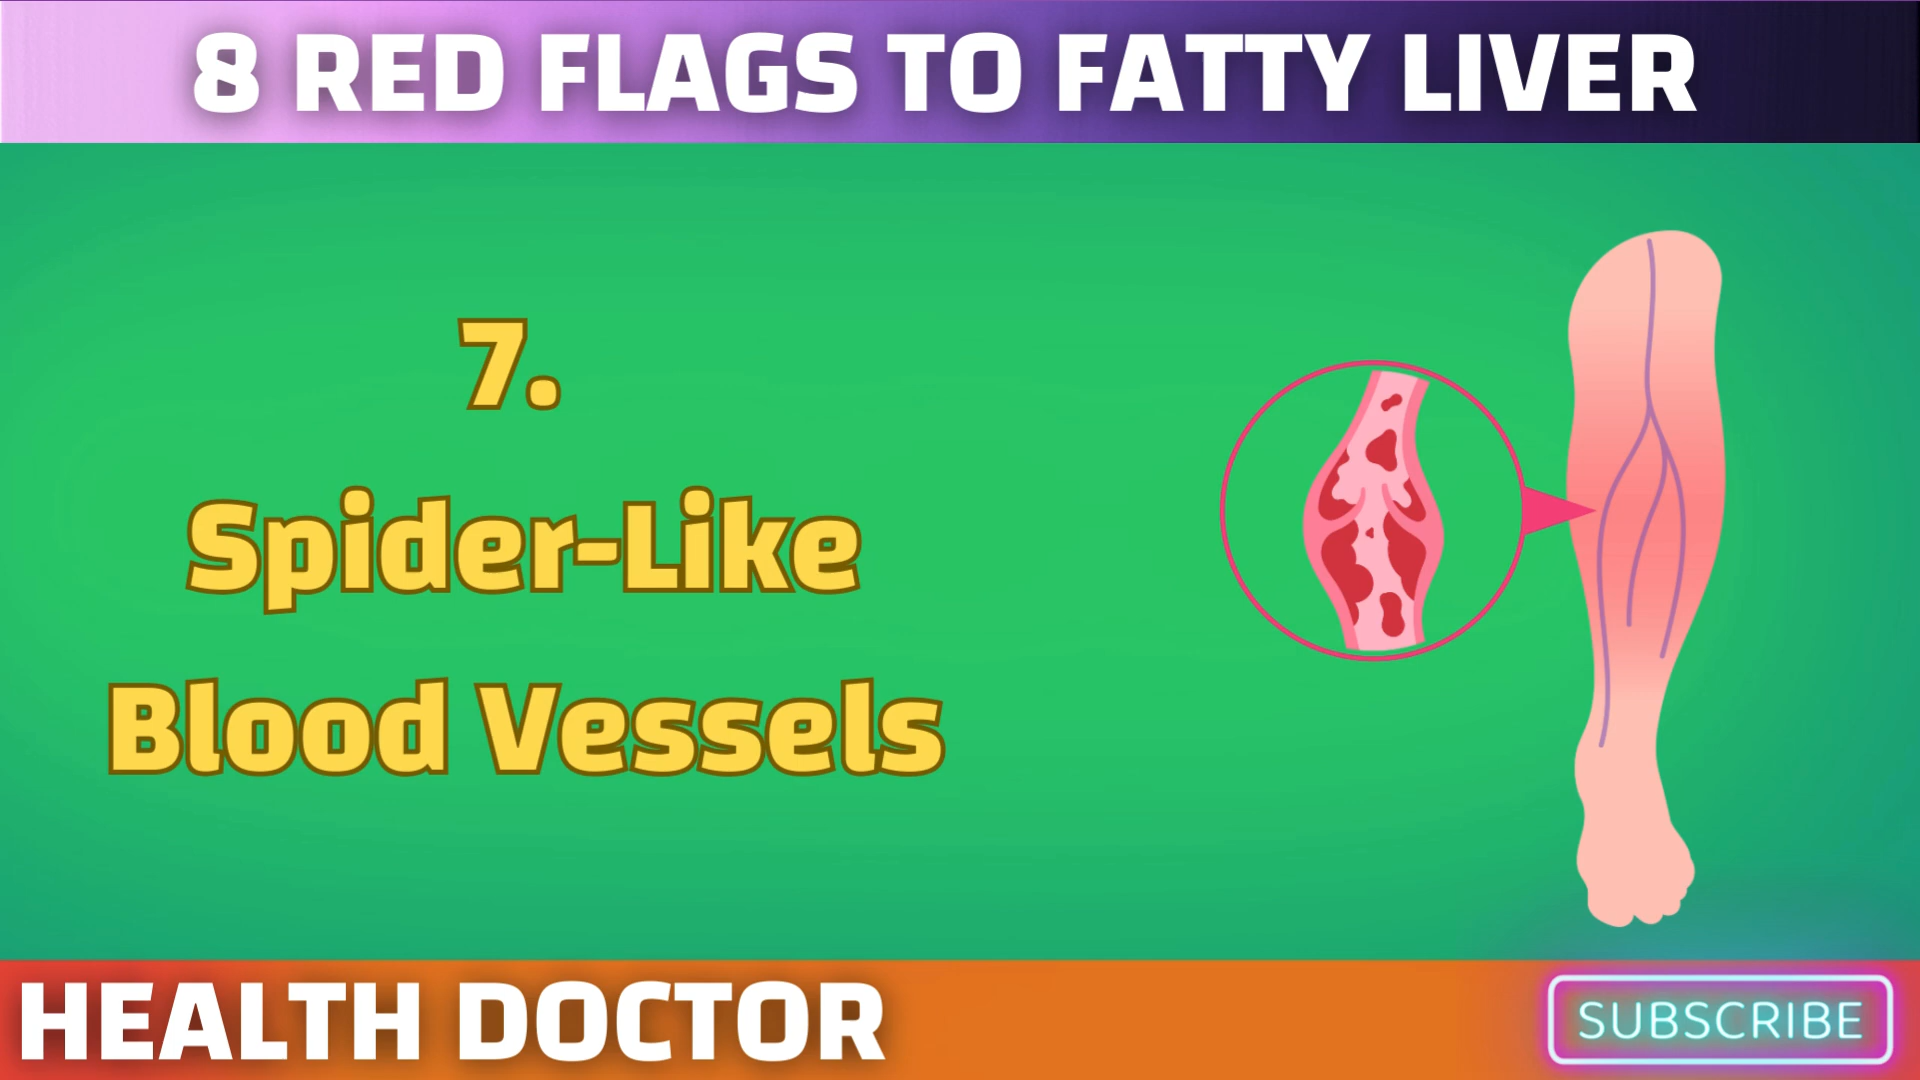 8 RED FLAGS TO FATTY LIVER
7.
Spider-Like
Blood Vessels
HEALTH DOCTOR
SUBSCRIBE